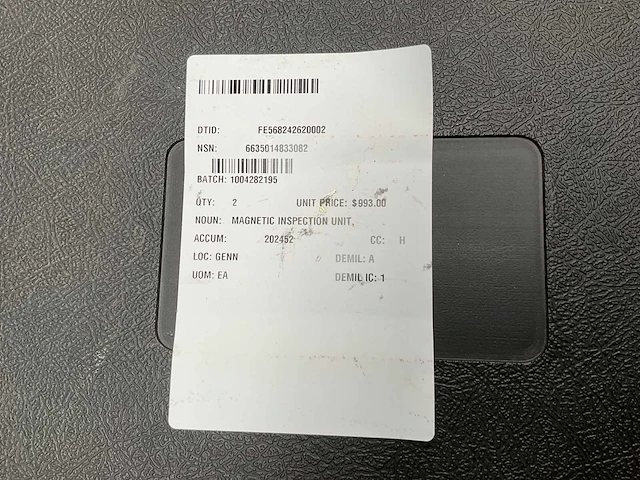 DTID: FE568242620002
NSN: 6635014833082
BATCH: 1004282195
QTY: 2 UNIT PRICE: $993.00
NOUN: MAGNETIC INSPECTION UNIT,
ACCUM: 202452 CC: H
LOC: GENN DEMIL: A
UOM: EA DEMIL IC: 1